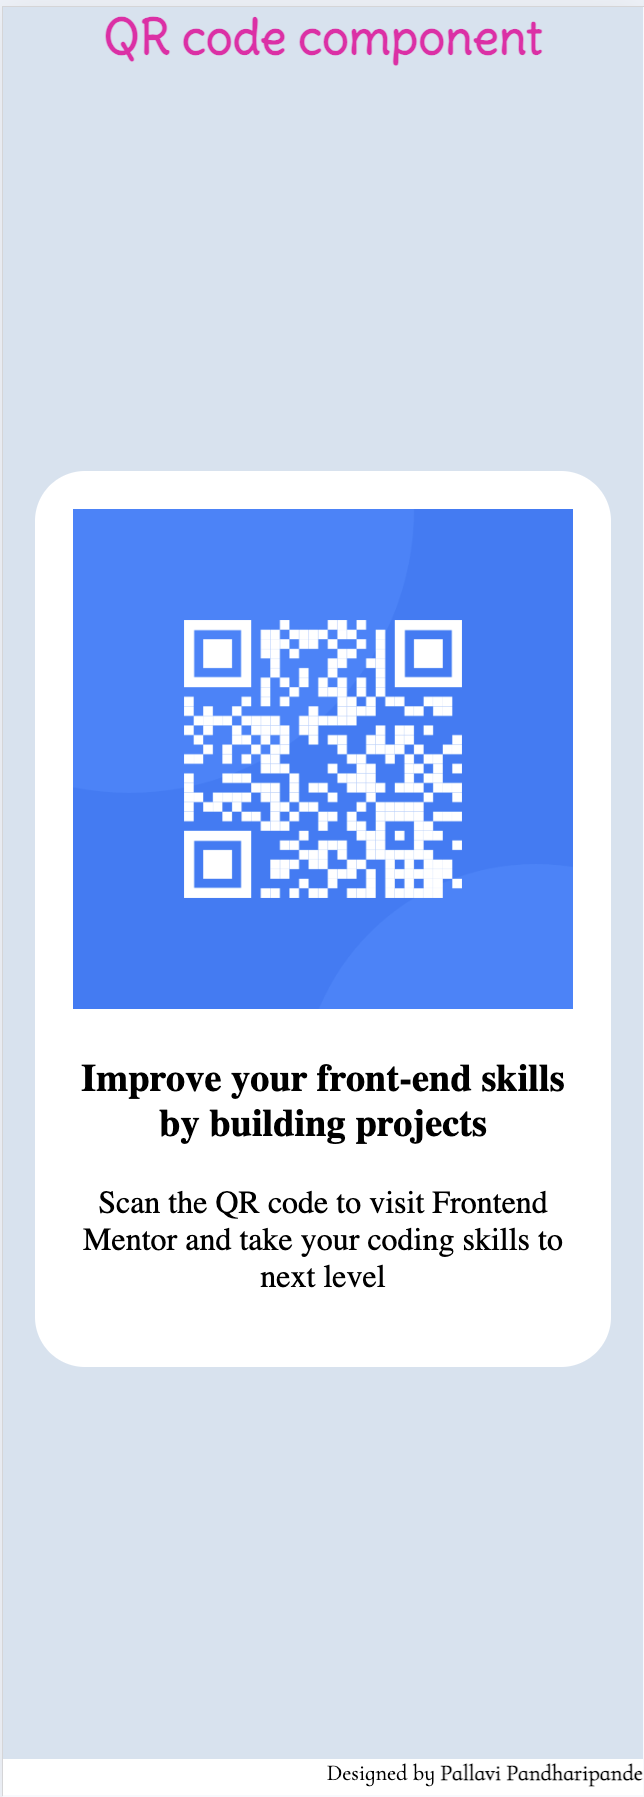 QR code component
Improve your front-end skills
by building projects
Scan the QR code to visit Frontend
Mentor and take your coding skills to
next level
Designed by Pallavi Pandharipande